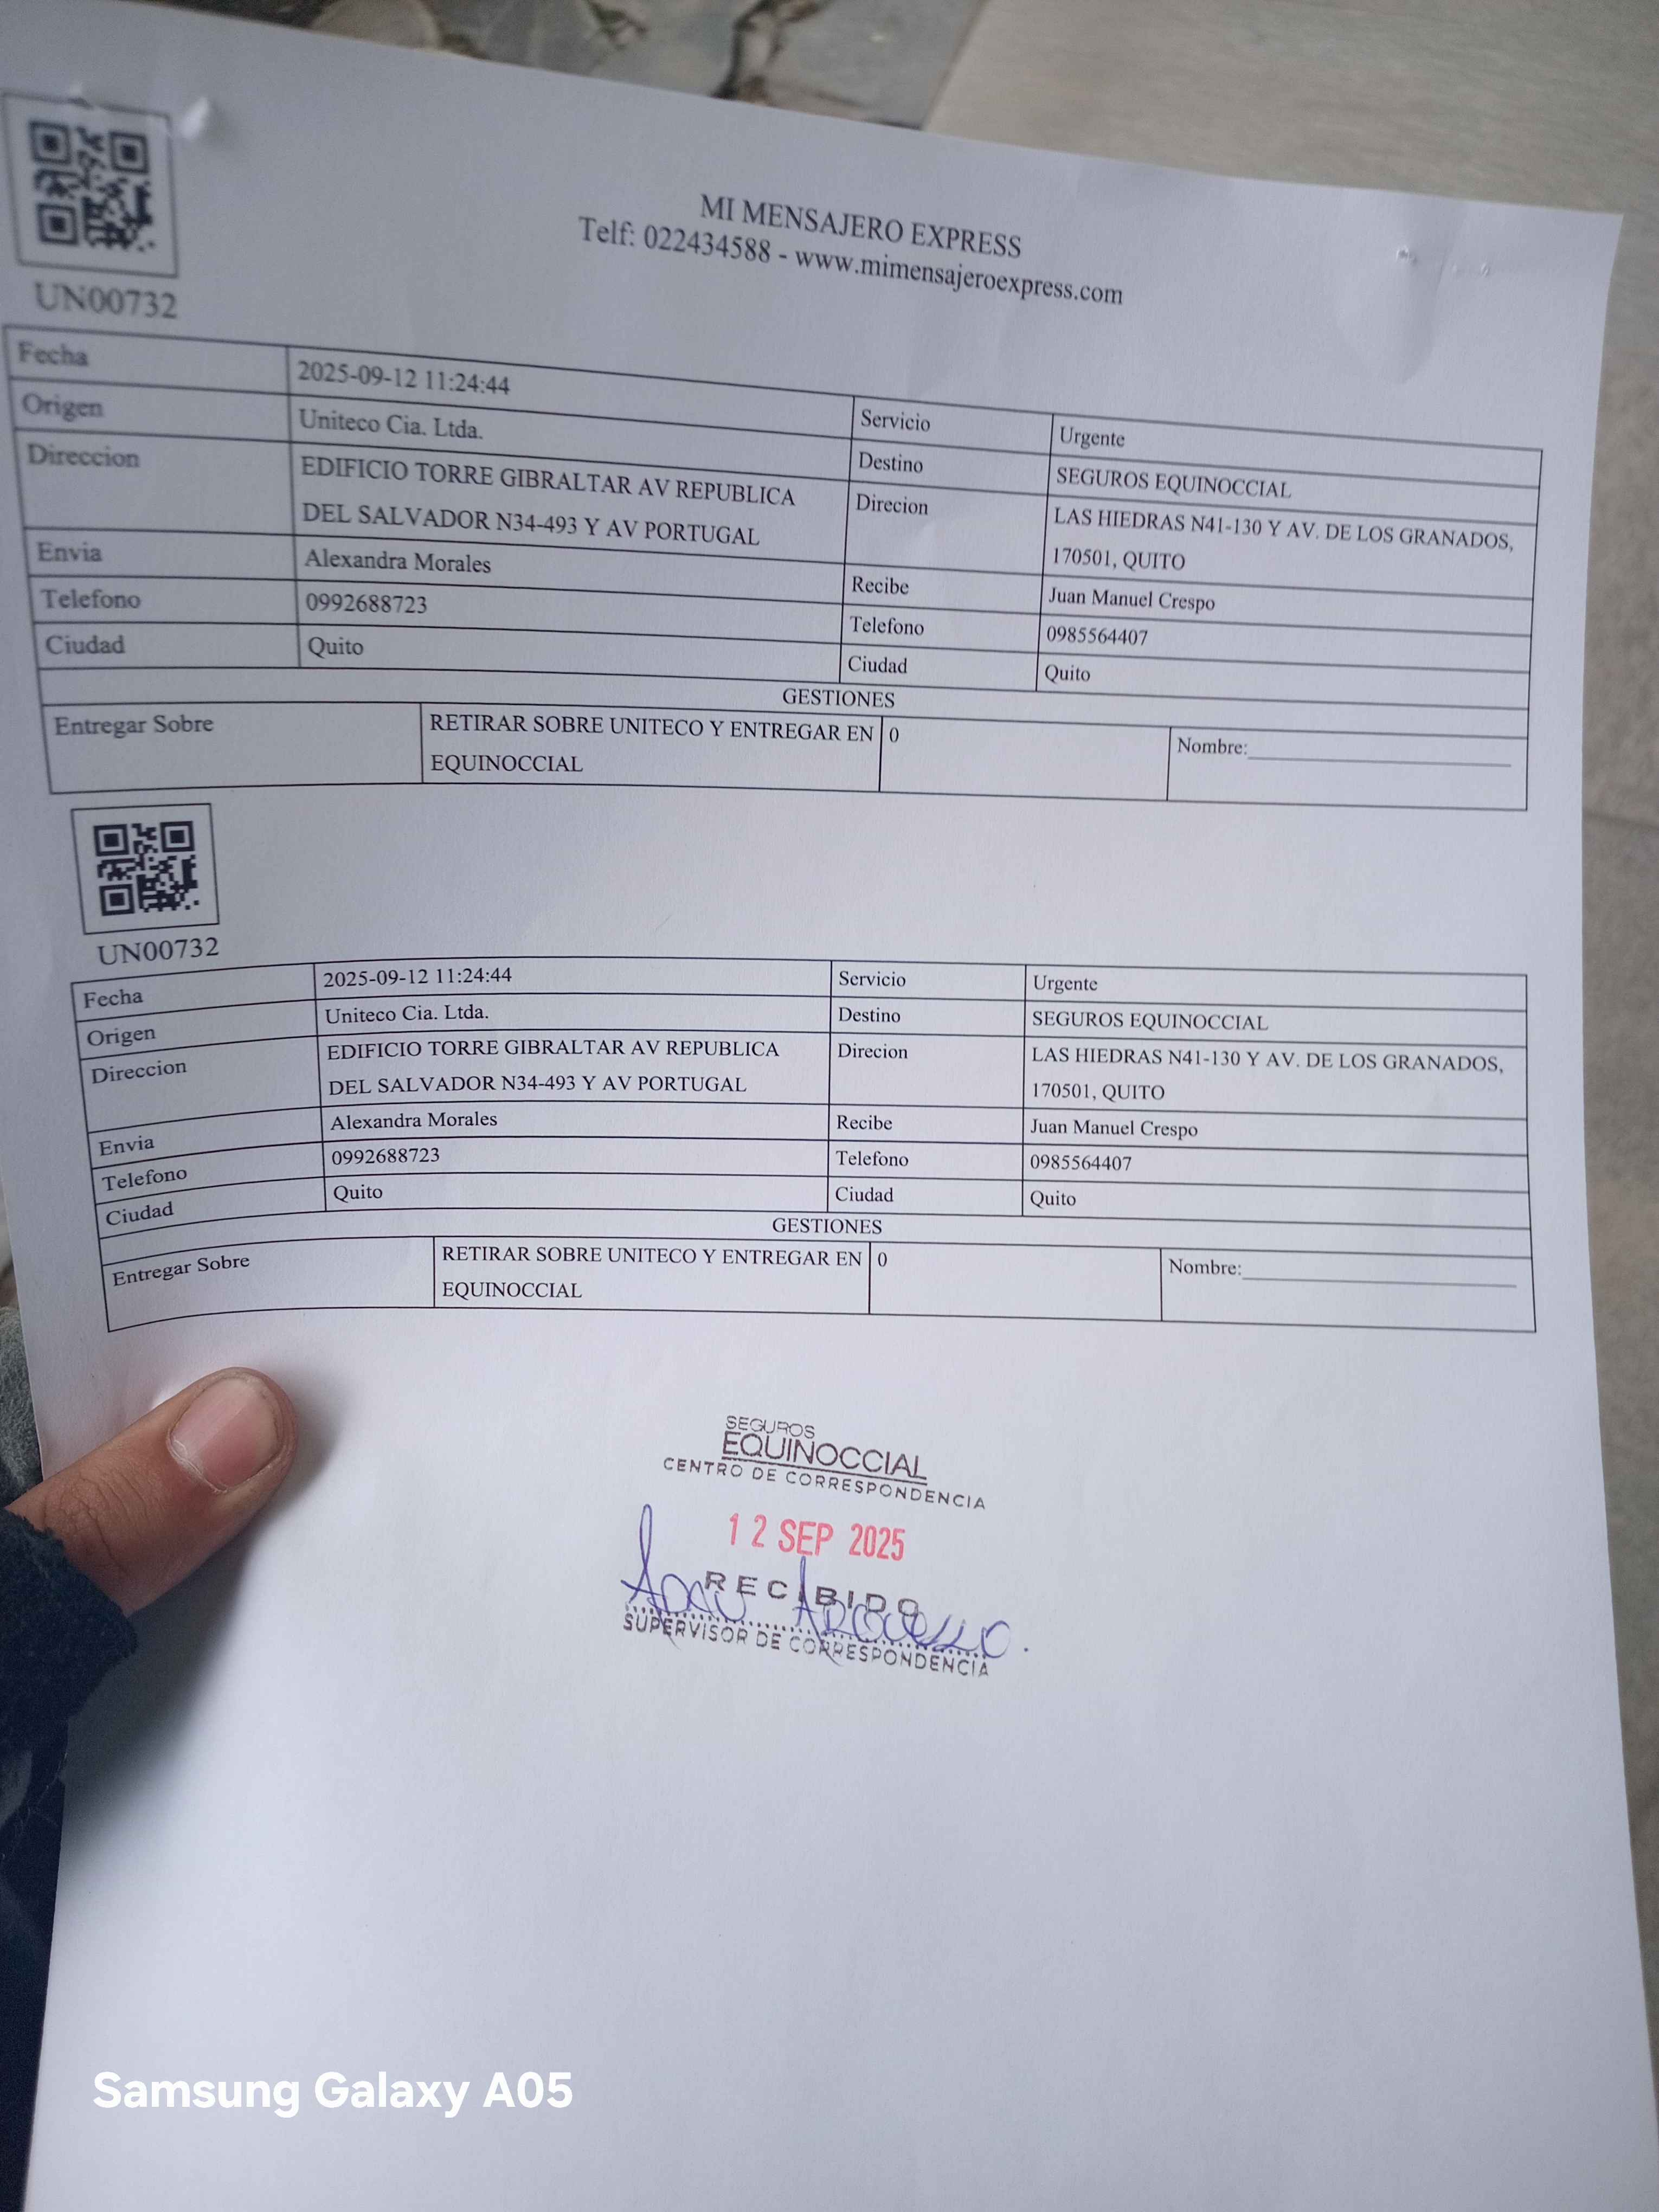 MI MENSAJERO EXPRESS
Telf: 022434588 - www.mimensajeroexpress.com
UN00732
Fecha 2025-09-12 11:24:44 Servicio Urgente
Origen Uniteco Cia. Ltda. Destino SEGUROS EQUINOCCIAL
Direccion EDIFICIO TORRE GIBRALTAR AV REPUBLICA Direcion LAS HIEDRAS N41-130 Y AV. DE LOS GRANADOS,
DEL SALVADOR N34-493 Y AV PORTUGAL 170501, QUITO
Envia Alexandra Morales Recibe Juan Manuel Crespo
Telefono 0992688723 Telefono 0985564407
Ciudad Quito Ciudad Quito
GESTIONES
Entregar Sobre RETIRAR SOBRE UNITECO Y ENTREGAR EN 0 Nombre:
EQUINOCCIAL
UN00732
Fecha 2025-09-12 11:24:44 Servicio Urgente
Origen Uniteco Cia. Ltda. Destino SEGUROS EQUINOCCIAL
Direccion EDIFICIO TORRE GIBRALTAR AV REPUBLICA Direcion LAS HIEDRAS N41-130 Y AV. DE LOS GRANADOS,
DEL SALVADOR N34-493 Y AV PORTUGAL 170501, QUITO
Envia Alexandra Morales Recibe Juan Manuel Crespo
Telefono 0992688723 Telefono 0985564407
Ciudad Quito Ciudad Quito
GESTIONES
Entregar Sobre RETIRAR SOBRE UNITECO Y ENTREGAR EN 0 Nombre:
EQUINOCCIAL
SEGUROS
EQUINOCCIAL
CENTRO DE CORRESPONDENCIA
12 SEP 2025
RECIBIDO
SUPERVISOR DE CORRESPONDENCIA
Samsung Galaxy A05